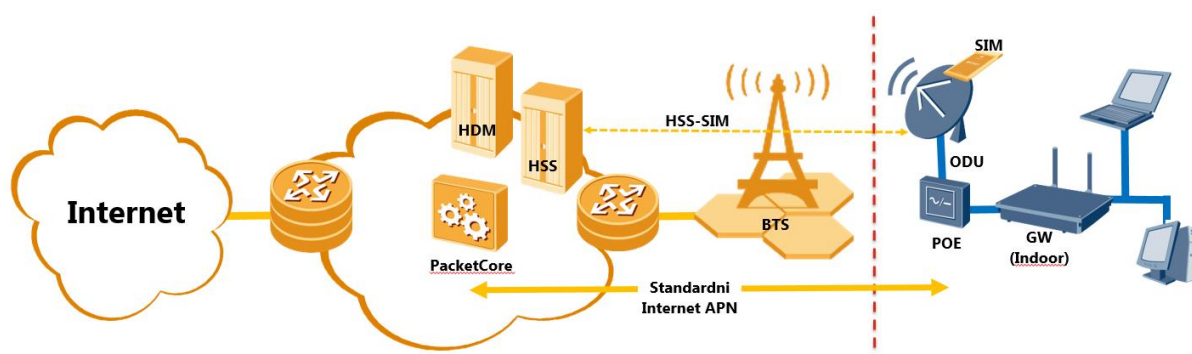 Internet
HDM
HSS
PacketCore
HSS-SIM
BTS
Standardni
Internet APN
SIM
ODU
POE
GW
(Indoor)